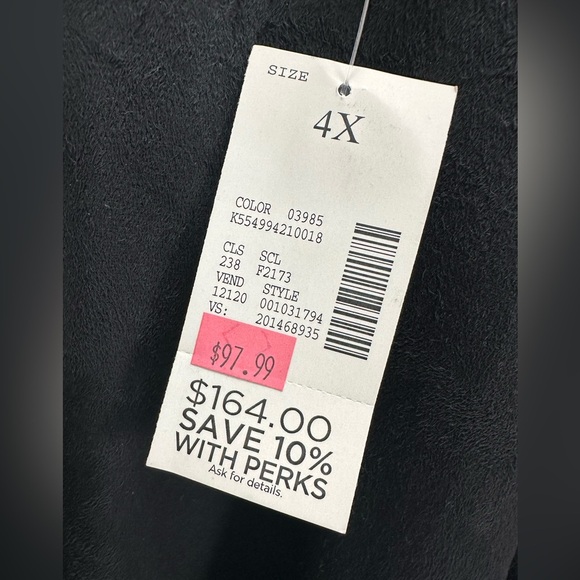 SIZE
4X
COLOR 03985
K554994210018
CLS SCL
238 F2173
VEND STYLE
12120 001031794
VS: 201468935
$97.99
$164.00
SAVE 10%
WITH PERKS
Ask for details.